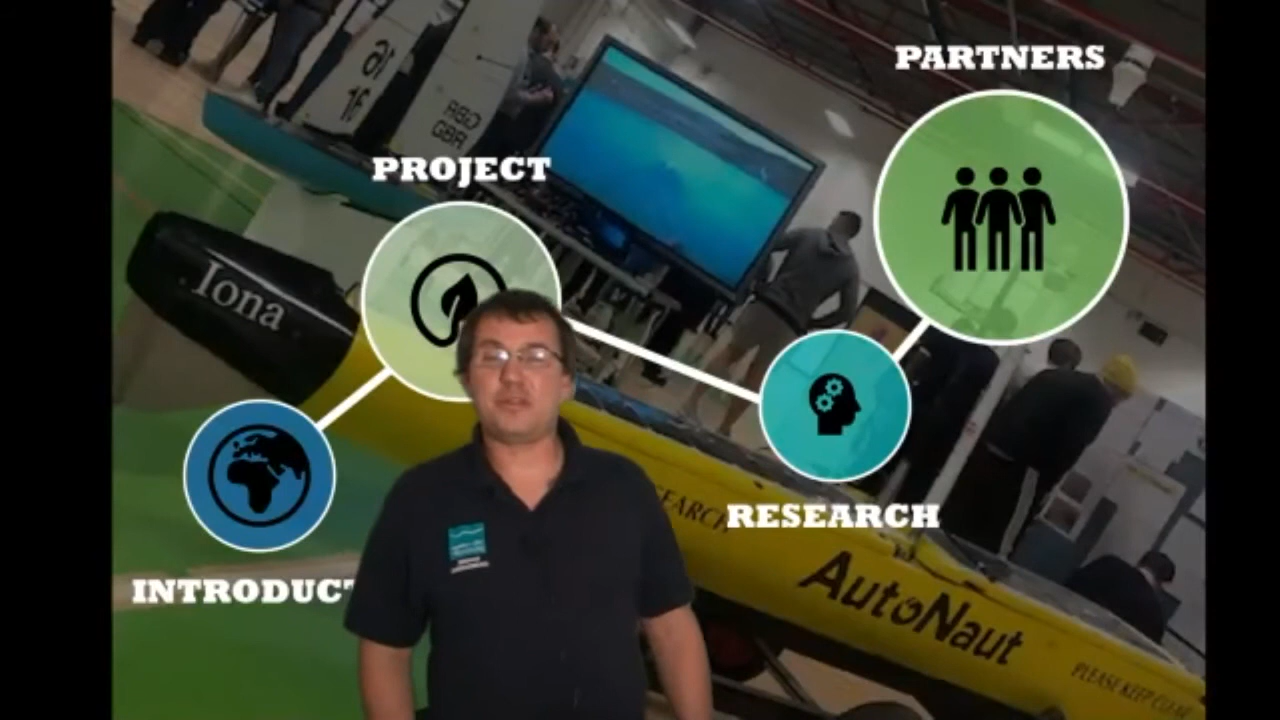 PARTNERS
PROJECT
Iona
RESEARCH
INTRODUCT
AutoNaut
PLEASE KEEP CLEAR